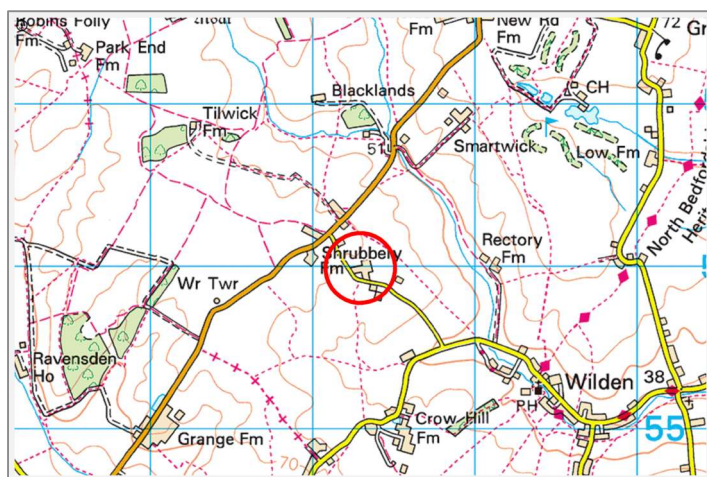 Robins Folly
Fm
Park End
Fm
Fm
New Rd
Fm
72
Gr
Blacklands
CH
Tilwick
Fm
51
Smartwick
Low Fm
North Bedford
Herit
Shrubbery
Fm
Rectory
Fm
Wr Twr
Ravensden
Ho
Wilden
38
PH
Crow Hill
Fm
Grange Fm
70
55